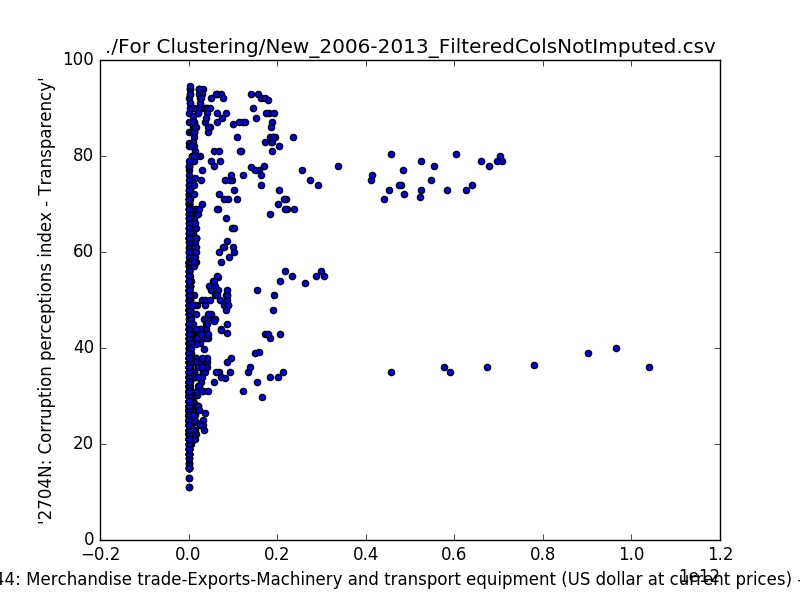 ./For Clustering/New_2006-2013_FilteredColsNotImputed.csv
'2704N: Corruption perceptions index - Transparency'
100
80
60
40
20
0
−0.2 0.0 0.2 0.4 0.6 0.8 1.0 1.2
1e12
44: Merchandise trade-Exports-Machinery and transport equipment (US dollar at current prices) -